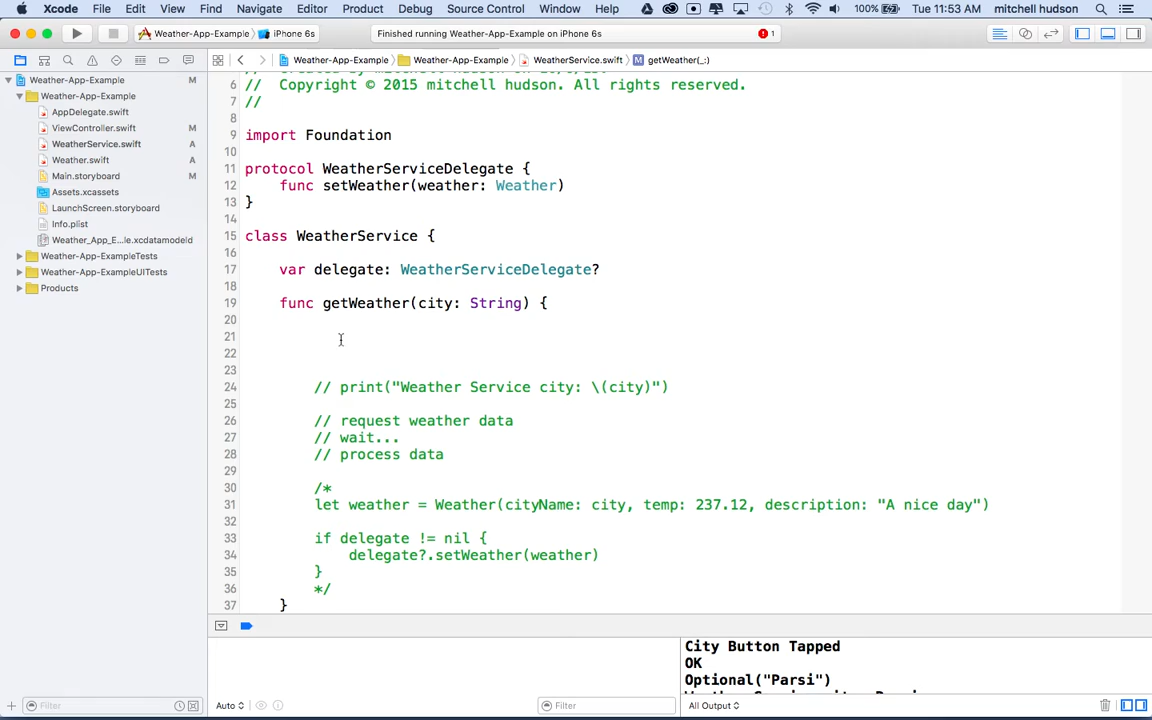 Xcode File Edit View Find Navigate Editor Product Debug Source Control Window Help 100% Tue 11:53 AM mitchell hudson
Weather-App-Example iPhone 6s Finished running Weather-App-Example on iPhone 6s 1
Weather-App-Example Weather-App-Example WeatherService.swift M getWeather(_:)
Weather-App-Example M
Weather-App-Example
AppDelegate.swift
ViewController.swift M
WeatherService.swift A
Weather.swift A
Main.storyboard M
Assets.xcassets
LaunchScreen.storyboard
Info.plist
Weather_App_E...le.xcdatamodeld
Weather-App-ExampleTests
Weather-App-ExampleUITests
Products
6 // Copyright © 2015 mitchell hudson. All rights reserved.
7 //
8
9 import Foundation
10
11 protocol WeatherServiceDelegate {
12 func setWeather(weather: Weather)
13 }
14
15 class WeatherService {
16
17 var delegate: WeatherServiceDelegate?
18
19 func getWeather(city: String) {
20
21
22
23
24 // print("Weather Service city: \(city)")
25
26 // request weather data
27 // wait...
28 // process data
29
30 /*
31 let weather = Weather(cityName: city, temp: 237.12, description: "A nice day")
32
33 if delegate != nil {
34 delegate?.setWeather(weather)
35 }
36 */
37 }
City Button Tapped
OK
Optional("Parsi")
Filter Auto Filter All Output